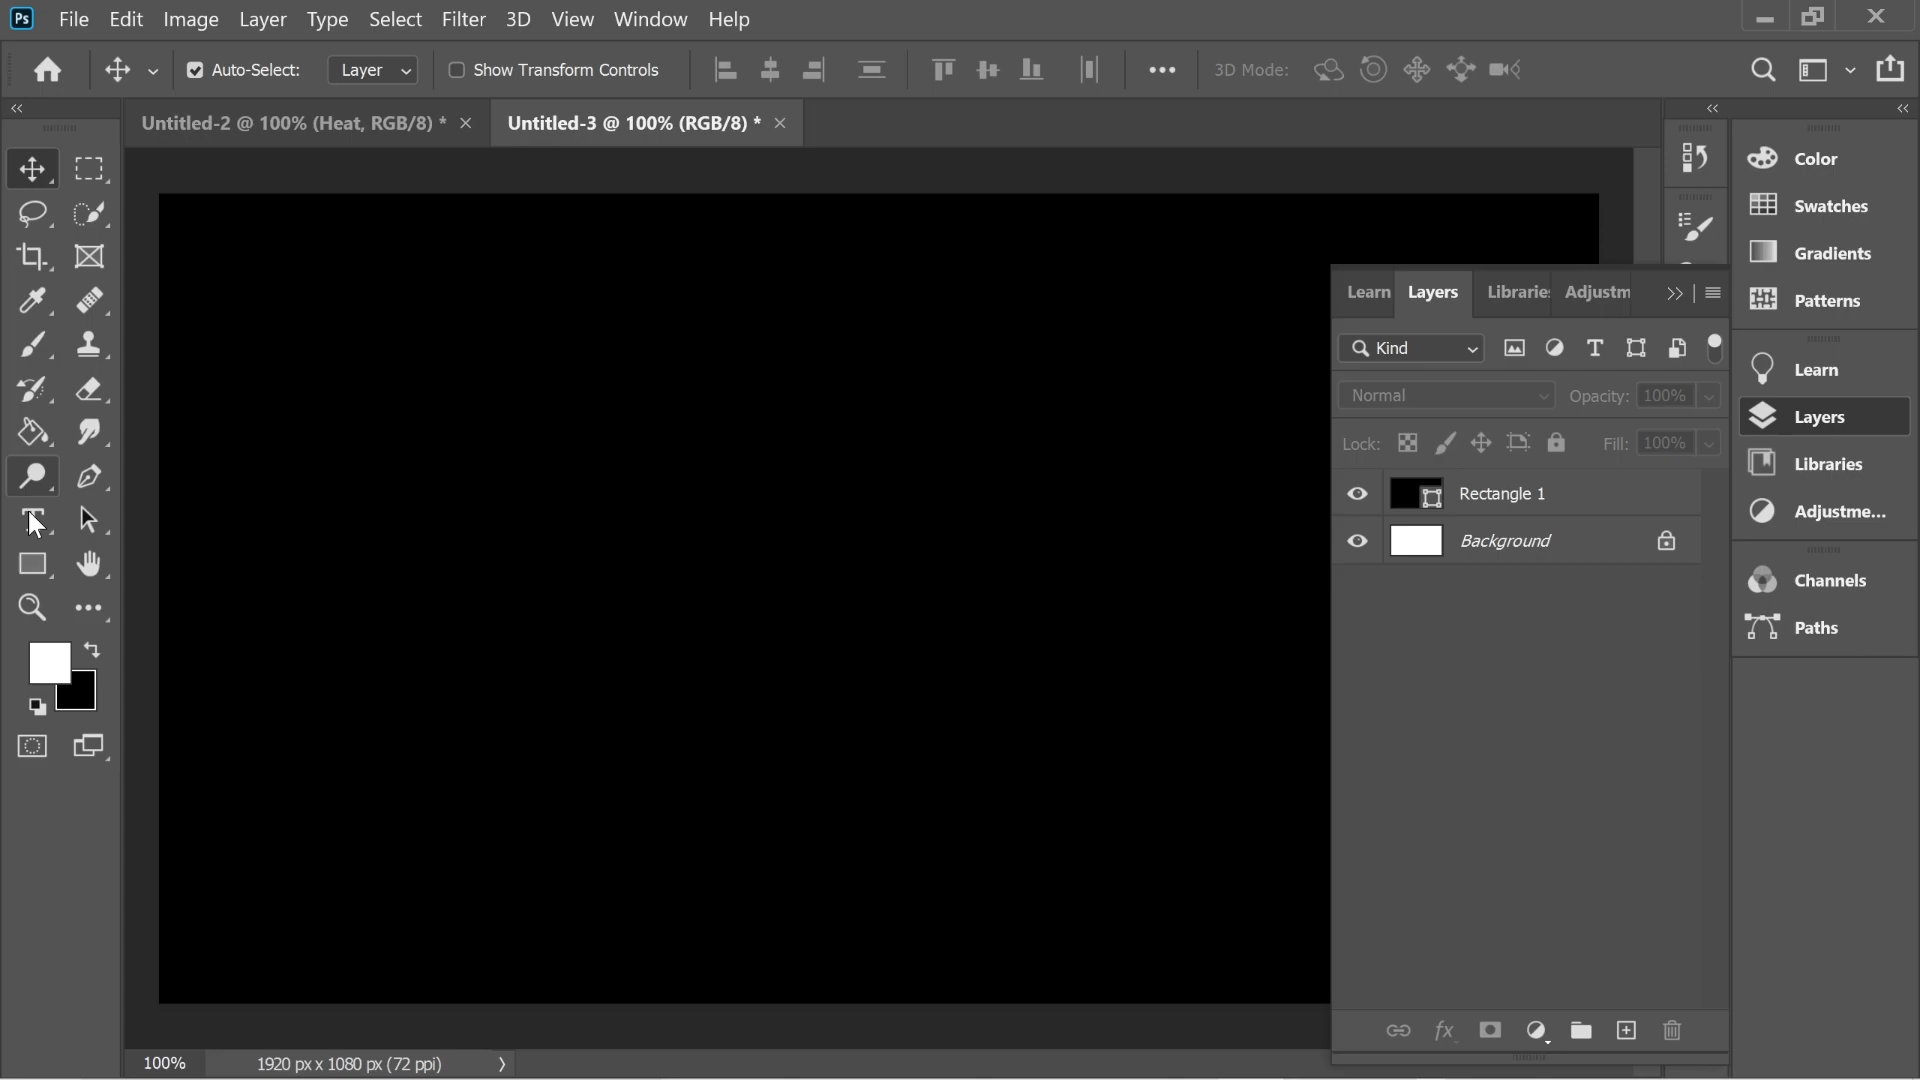 Ps File Edit Image Layer Type Select Filter 3D View Window Help
Auto-Select: Layer Show Transform Controls 3D Mode:
Untitled-2 @ 100% (Heat, RGB/8) * Untitled-3 @ 100% (RGB/8) *
Color
Swatches
Gradients
Patterns
Learn
Layers
Libraries
Adjustme...
Channels
Paths
Learn Layers Libraries Adjustm
Kind
Normal Opacity: 100%
Lock: Fill: 100%
Rectangle 1
Background
fx
100% 1920 px x 1080 px (72 ppi)